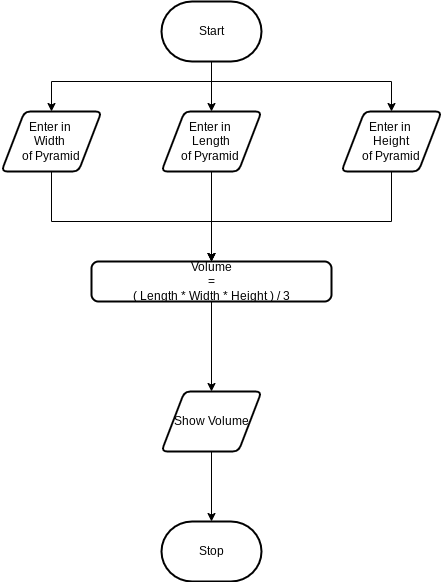 Start
Enter in
Width
of Pyramid
Enter in
Length
of Pyramid
Enter in
Height
of Pyramid
Volume
=
( Length * Width * Height ) / 3
Show Volume
Stop